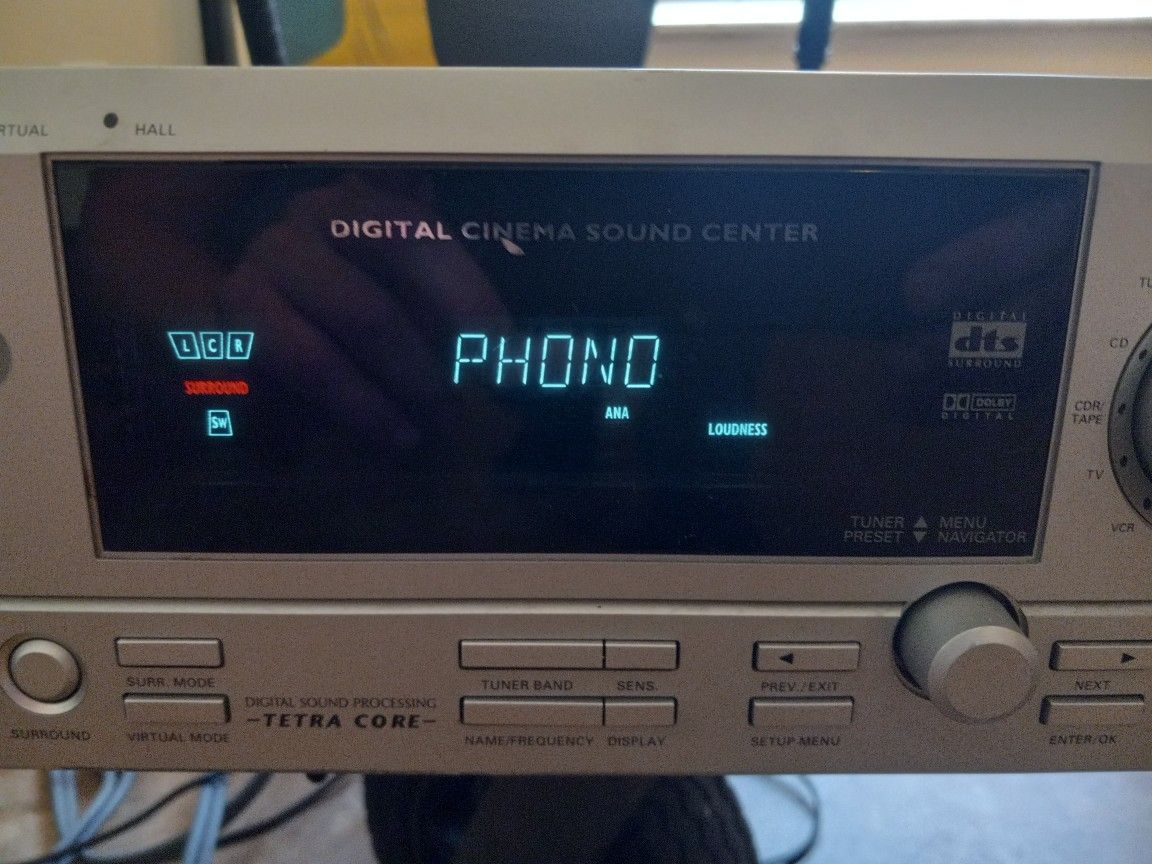 RTUAL
HALL
DIGITAL CINEMA SOUND CENTER
L C R
SURROUND
SW
PHONO
ANA
LOUDNESS
DIGITAL
dts
SURROUND
DOLBY
DIGITAL
TUNER ▲ MENU
PRESET ▼ NAVIGATOR
TU
CD
CDR/
TAPE
TV
VCR
SURROUND
SURR. MODE
VIRTUAL MODE
DIGITAL SOUND PROCESSING
–TETRA CORE–
TUNER BAND
SENS.
NAME/FREQUENCY
DISPLAY
◄
PREV./EXIT
SETUP MENU
►
NEXT
ENTER/OK